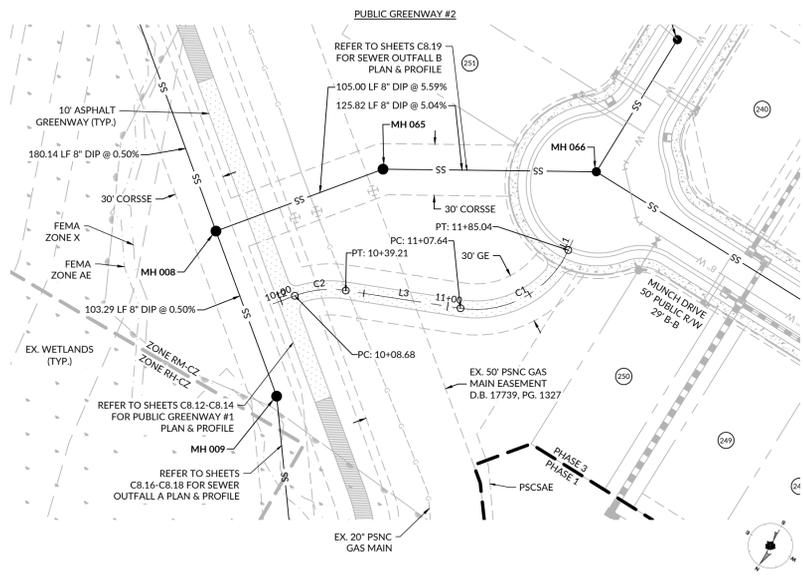 PUBLIC GREENWAY #2
REFER TO SHEETS C8.19
FOR SEWER OUTFALL B
PLAN & PROFILE
251
105.00 LF 8" DIP @ 5.59%
125.82 LF 8" DIP @ 5.04%
10' ASPHALT
GREENWAY (TYP.)
240
MH 065
MH 066
180.14 LF 8" DIP @ 0.50%
SS
SS
SS
SS
SS
SS
SS
SS
SS
30' CORSSE
30' CORSSE
FEMA
ZONE X
PT: 11+85.04
PC: 11+07.64
PT: 10+39.21
30' GE
L1
FEMA
ZONE AE
MH 008
10+00
C2
L3
11+00
C1
MUNCH DRIVE
50' PUBLIC R/W
29' B-B
103.29 LF 8" DIP @ 0.50%
EX. WETLANDS
(TYP.)
ZONE RM-CZ
ZONE RH-CZ
PC: 10+08.68
EX. 50' PSNC GAS
MAIN EASEMENT
D.B. 17739, PG. 1327
250
REFER TO SHEETS C8.12-C8.14
FOR PUBLIC GREENWAY #1
PLAN & PROFILE
MH 009
249
PHASE 3
PHASE 1
REFER TO SHEETS
C8.16-C8.18 FOR SEWER
OUTFALL A PLAN & PROFILE
PSCSAE
EX. 20" PSNC
GAS MAIN